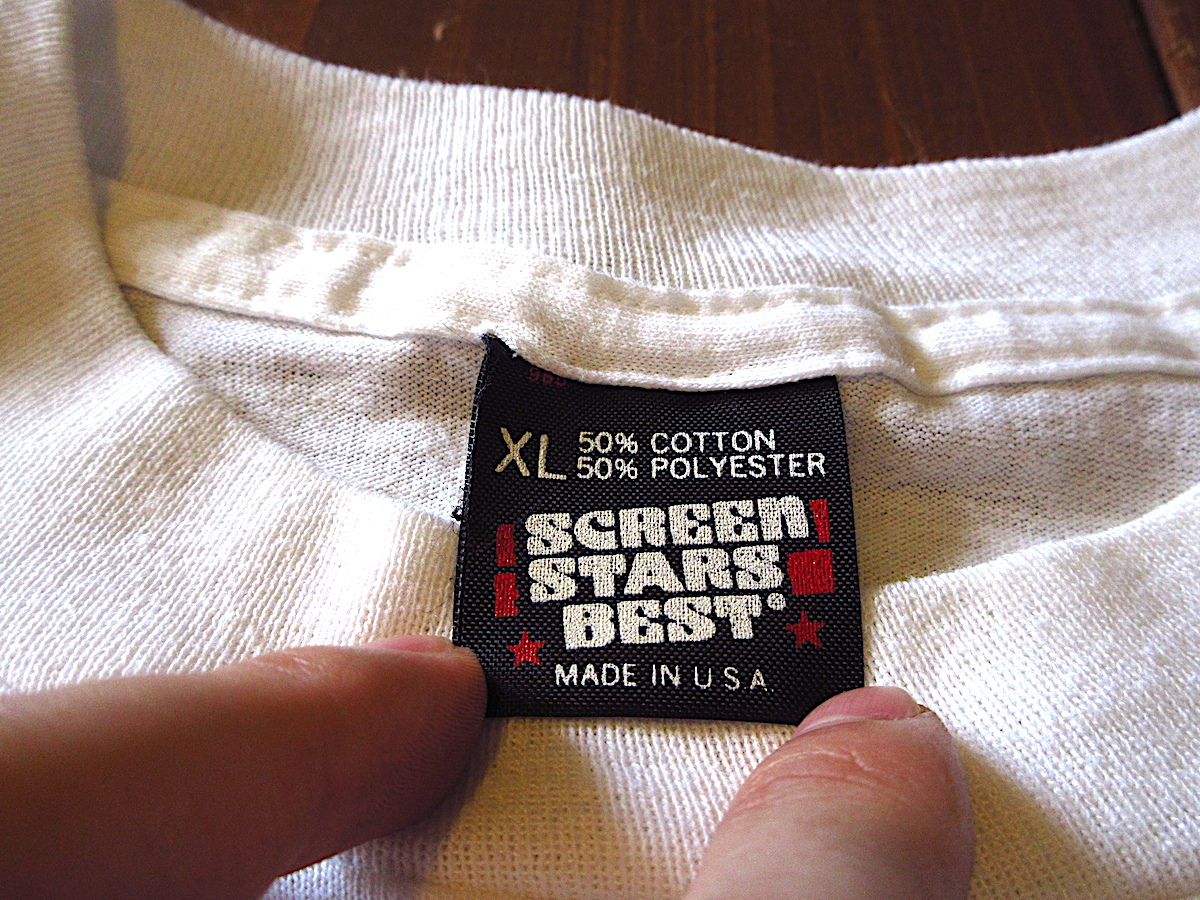 XL 50% COTTON
50% POLYESTER
SCREEN
STARS
BEST®
MADE IN U.S.A.